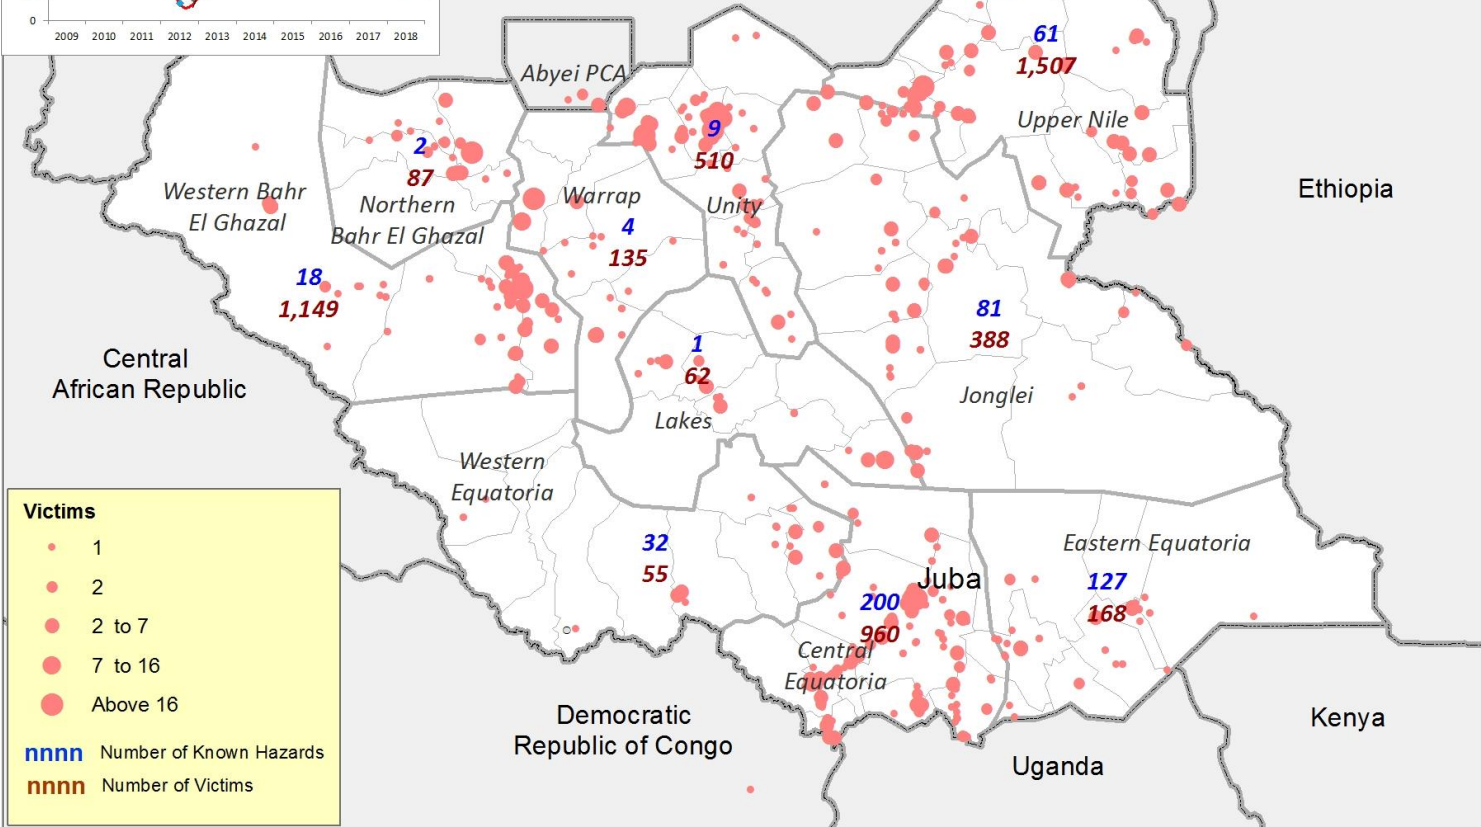 0
2009 2010 2011 2012 2013 2014 2015 2016 2017 2018
61
1,507
Abyei PCA
Upper Nile
9
510
2
87
Western Bahr
El Ghazal
Northern
Bahr El Ghazal
Warrap
Unity
Ethiopia
4
135
18
1,149
81
388
1
62
Central
African Republic
Jonglei
Lakes
Western
Equatoria
32
55
Eastern Equatoria
127
168
Juba
200
960
Central
Equatoria
Democratic
Republic of Congo
Kenya
Uganda
Victims
1
2
2 to 7
7 to 16
Above 16
nnnn Number of Known Hazards
nnnn Number of Victims